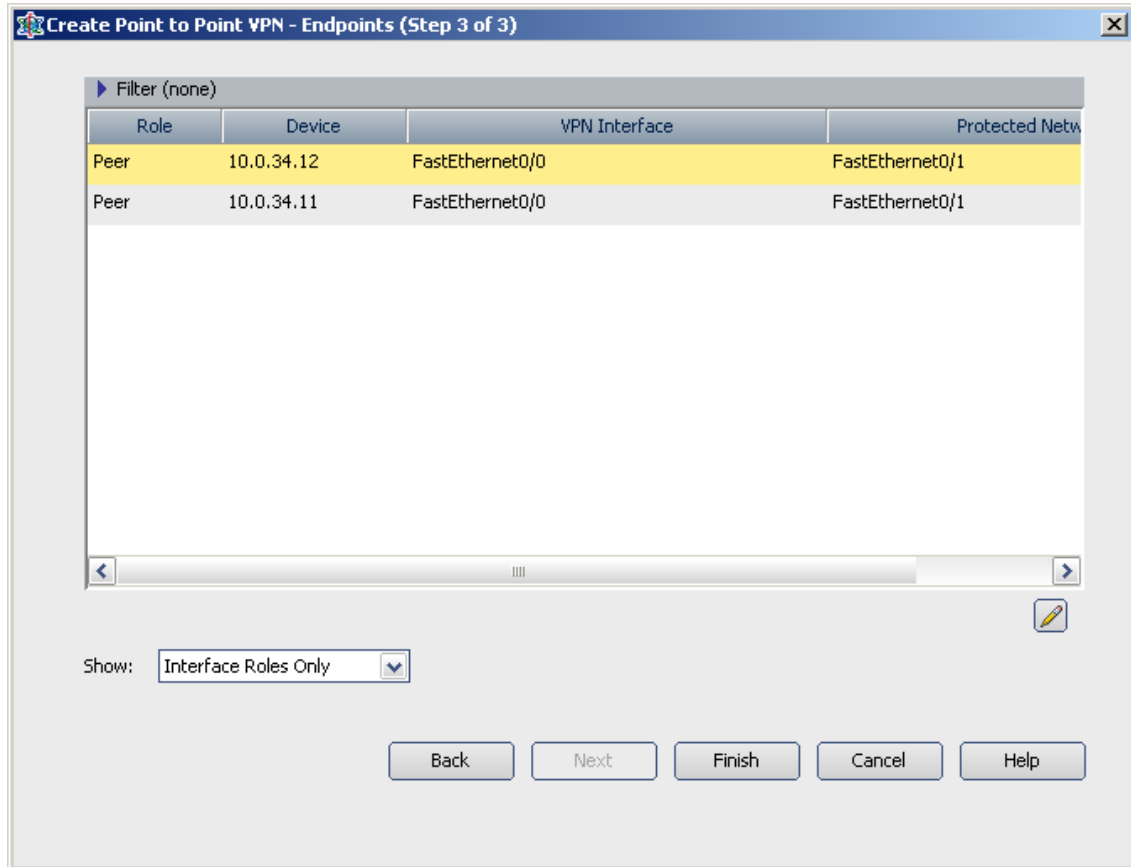 Create Point to Point VPN - Endpoints (Step 3 of 3)
Filter (none)
Role Device VPN Interface Protected Netw
Peer 10.0.34.12 FastEthernet0/0 FastEthernet0/1
Peer 10.0.34.11 FastEthernet0/0 FastEthernet0/1
Show: Interface Roles Only
Back Next Finish Cancel Help